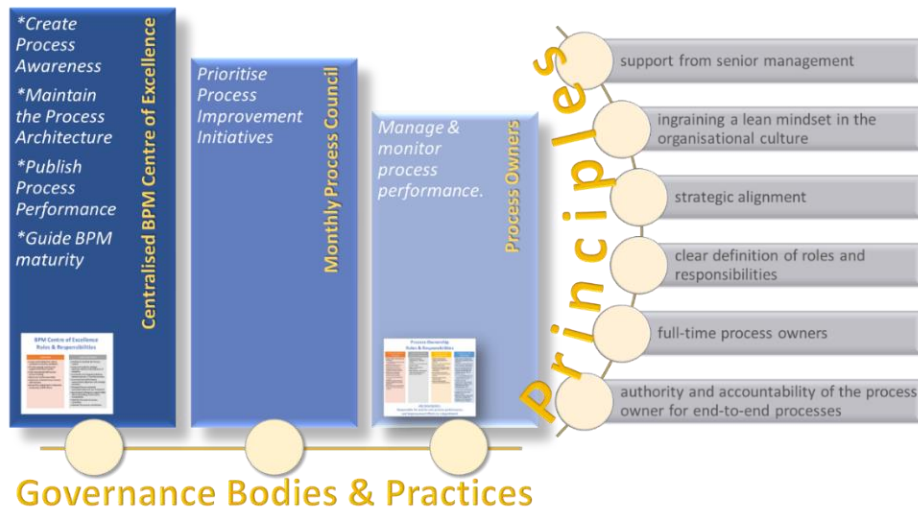 *Create
Process
Awareness
*Maintain
the Process
Architecture
*Publish
Process
Performance
*Guide BPM
maturity
Centralised BPM Centre of Excellence
BPM Centre of Excellence
Roles & Responsibilities
Prioritise
Process
Improvement
Initiatives
Monthly Process Council
Manage &
monitor
process
performance.
Process Owners
Process Ownership
Roles & Responsibilities
Principles
support from senior management
ingraining a lean mindset in the
organisational culture
strategic alignment
clear definition of roles and
responsibilities
full-time process owners
authority and accountability of the process
owner for end-to-end processes
Governance Bodies & Practices